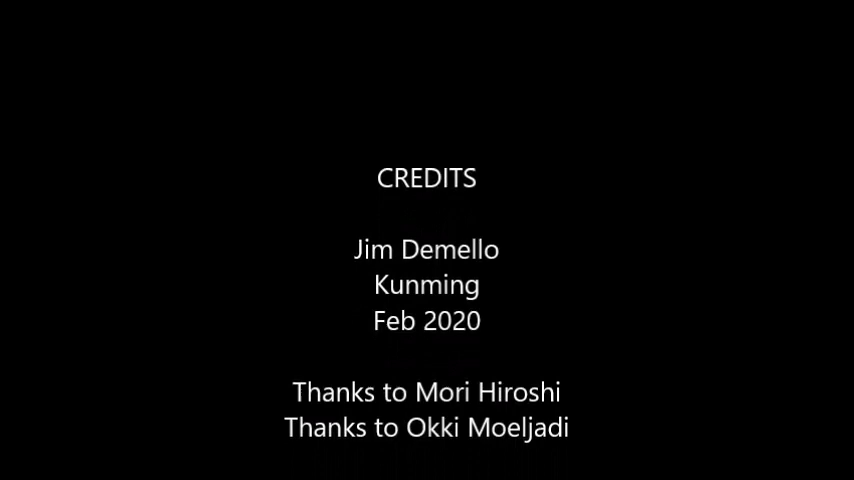 CREDITS
Jim Demello
Kunming
Feb 2020
Thanks to Mori Hiroshi
Thanks to Okki Moeljadi